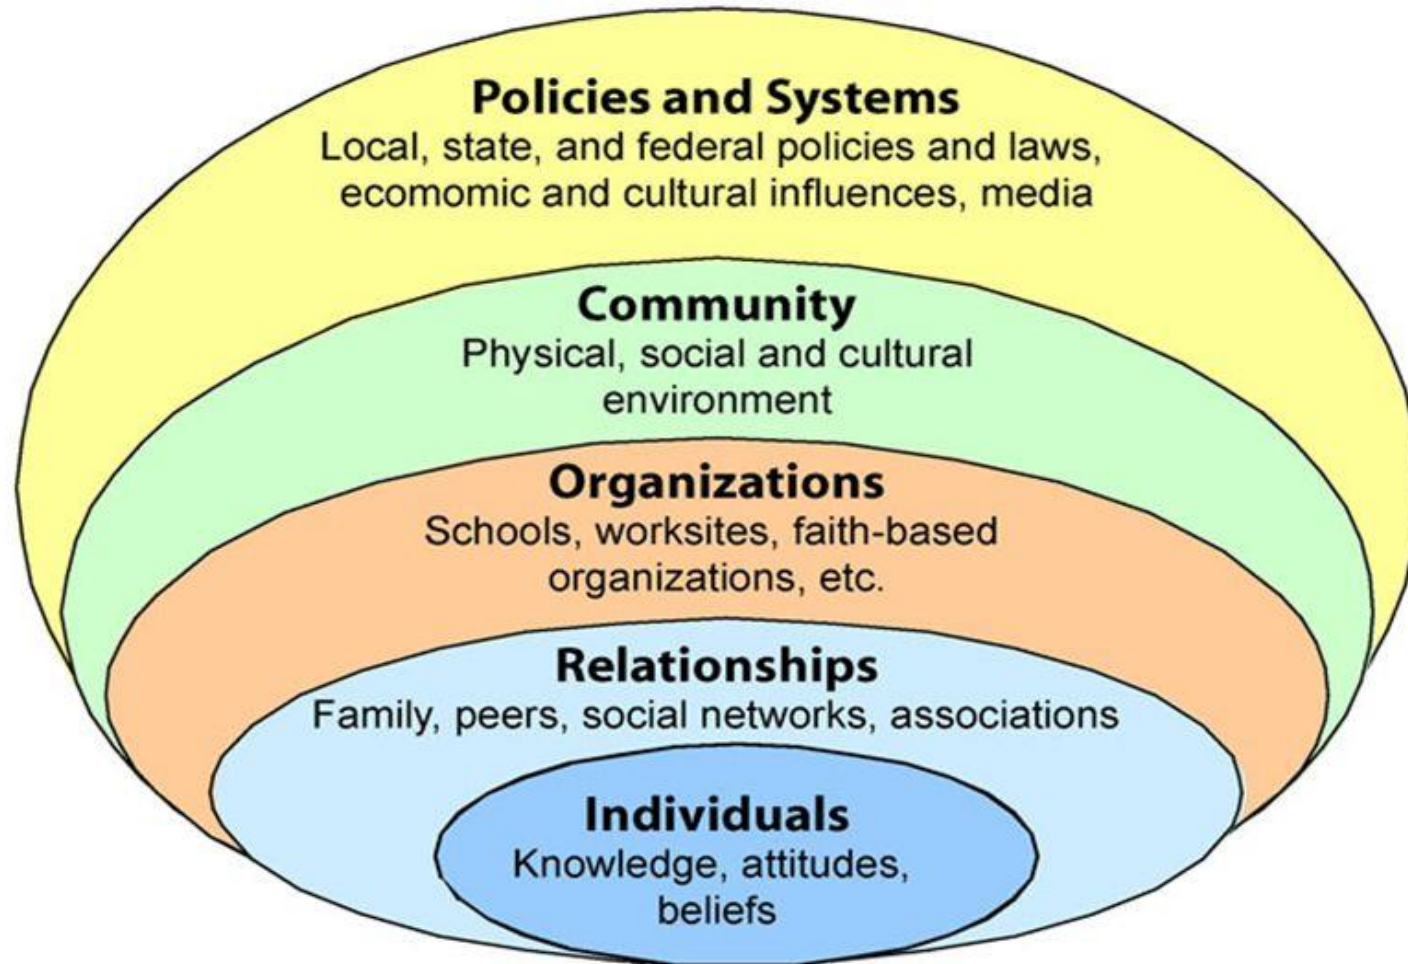 Policies and Systems
Local, state, and federal policies and laws,
ecomomic and cultural influences, media
Community
Physical, social and cultural
environment
Organizations
Schools, worksites, faith-based
organizations, etc.
Relationships
Family, peers, social networks, associations
Individuals
Knowledge, attitudes,
beliefs